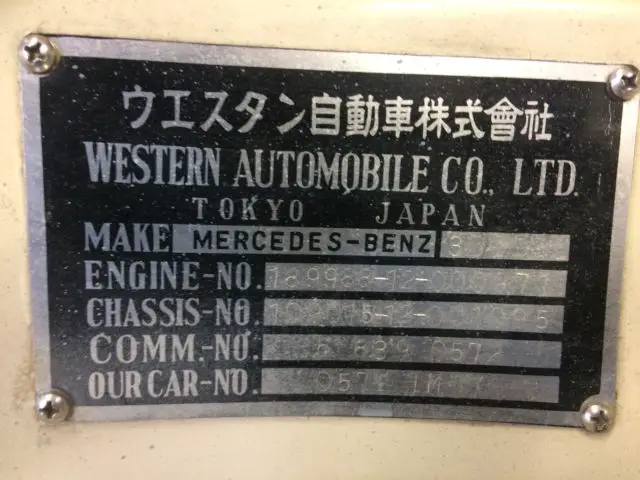 ウエスタン自動車株式會社
WESTERN AUTOMOBILE CO., LTD.
TOKYO JAPAN
MAKE MERCEDES-BENZ
ENGINE-NO.
CHASSIS-NO.
COMM.-NO.
OUR CAR-NO.